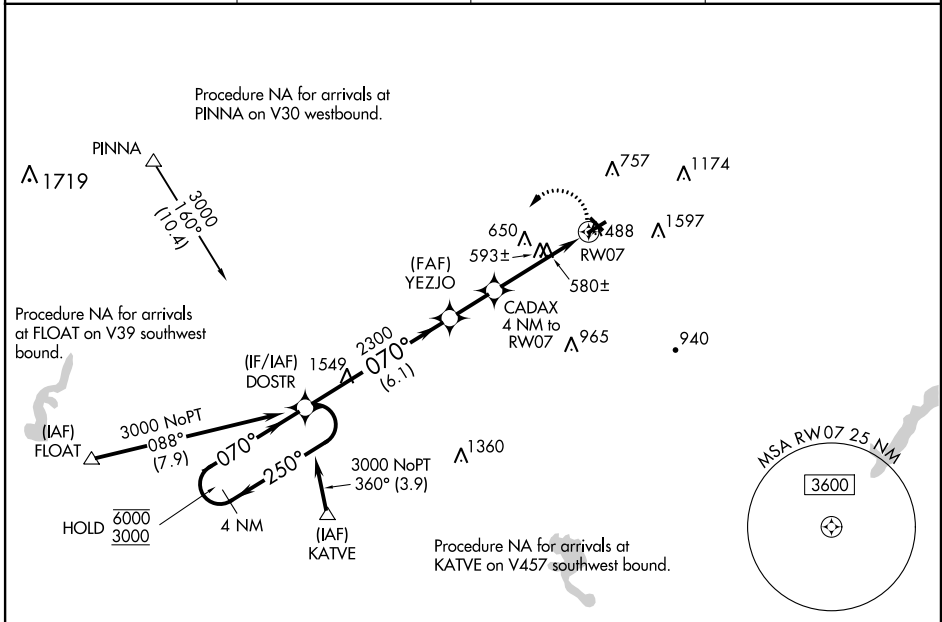 Procedure NA for arrivals at
PINNA on V30 westbound.
PINNA
1719
3000
160°
(10.4)
757
1174
650
488
1597
593±
RW07
580±
(FAF)
YEZJO
CADAX
4 NM to
RW07
965
940
Procedure NA for arrivals
at FLOAT on V39 southwest
bound.
(IF/IAF)
DOSTR
1549
2300
070°
(6.1)
(IAF)
FLOAT
3000 NoPT
088°
(7.9)
070°
250°
1360
3000 NoPT
360° (3.9)
HOLD
6000
3000
4 NM
(IAF)
KATVE
Procedure NA for arrivals at
KATVE on V457 southwest bound.
MSA RW07 25 NM
3600